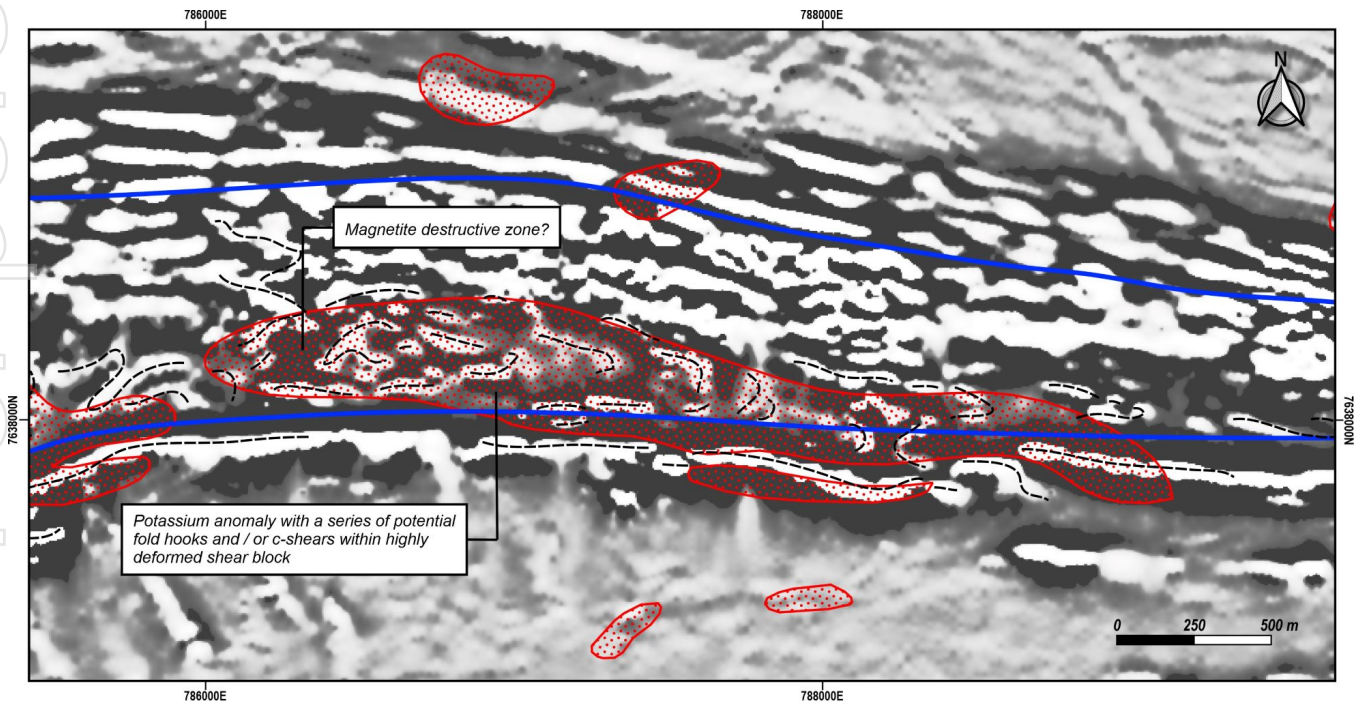 786000E 788000E
N
Magnetite destructive zone?
7638000N 7638000N
Potassium anomaly with a series of potential
fold hooks and / or c-shears within highly
deformed shear block
0 250 500 m
786000E 788000E